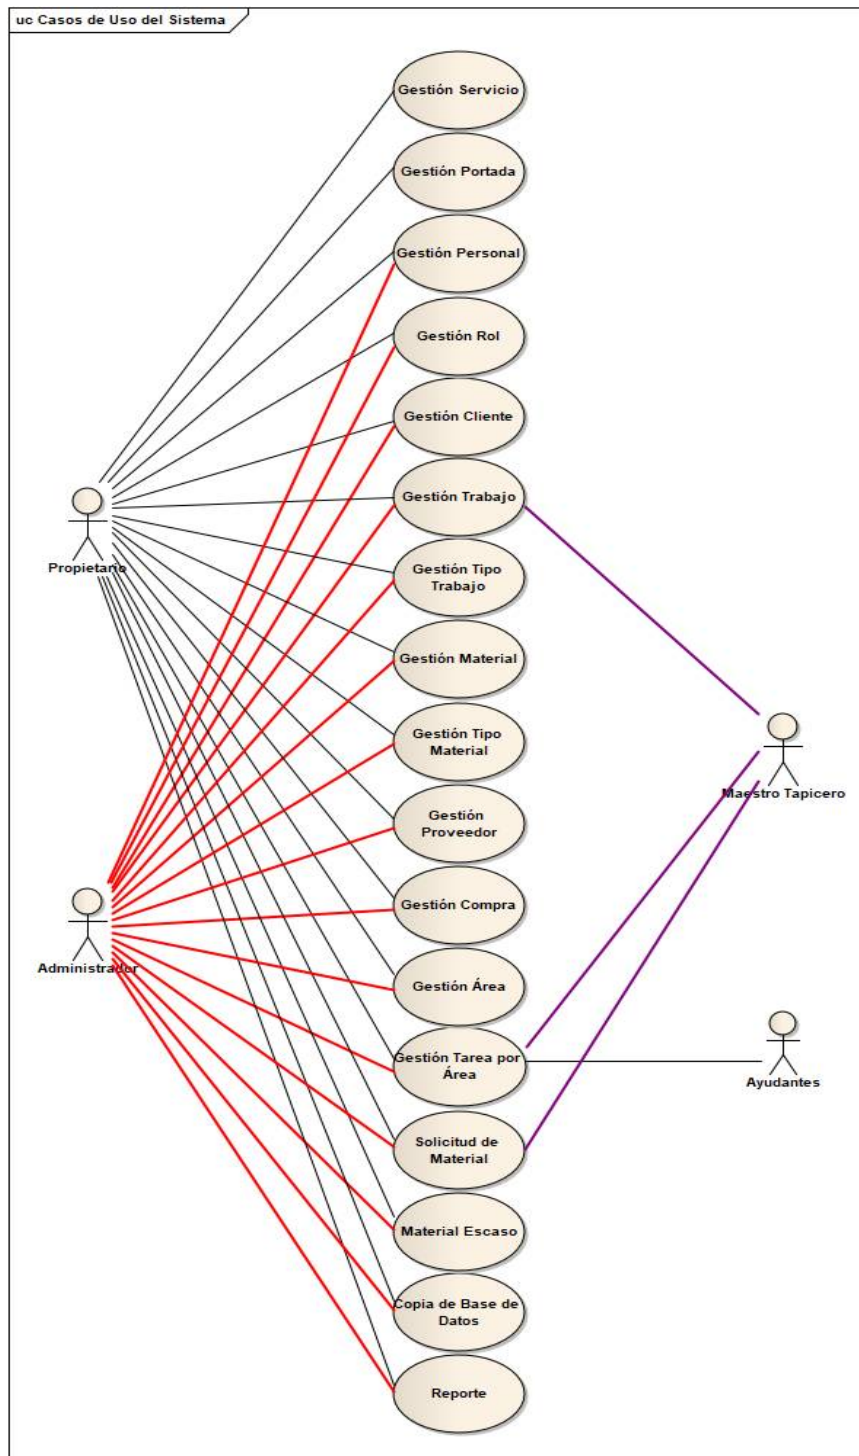 uc Casos de Uso del Sistema
Gestión Servicio
Gestión Portada
Gestión Personal
Gestión Rol
Gestión Cliente
Gestión Trabajo
Propietario
Gestión Tipo
Trabajo
Gestión Material
Gestión Tipo
Material
Maestro Tapicero
Gestión
Proveedor
Gestión Compra
Administrador
Gestión Área
Gestión Tarea por
Área
Ayudantes
Solicitud de
Material
Material Escaso
Copia de Base de
Datos
Reporte